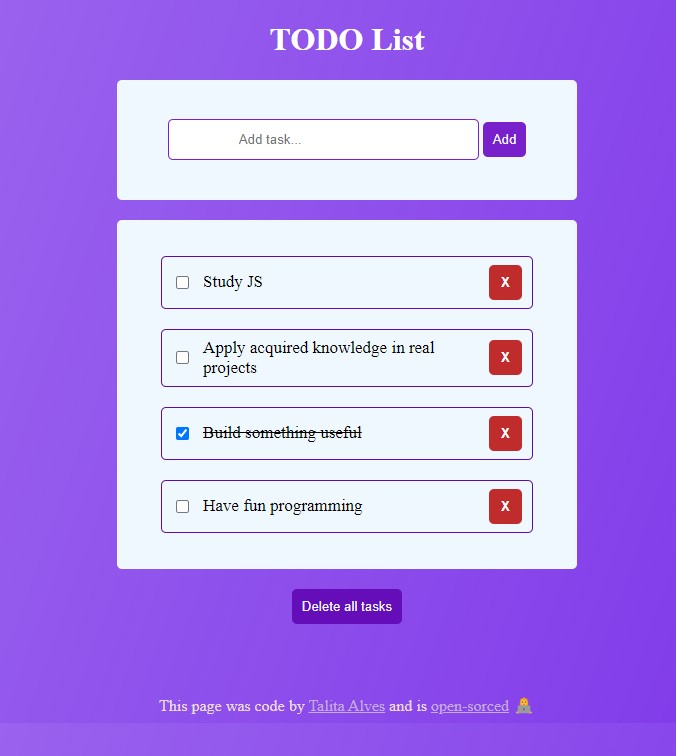 TODO List
Add task...
Add
Study JS
X
Apply acquired knowledge in real
projects
X
Build something useful
X
Have fun programming
X
Delete all tasks
This page was code by Talita Alves and is open-sorced